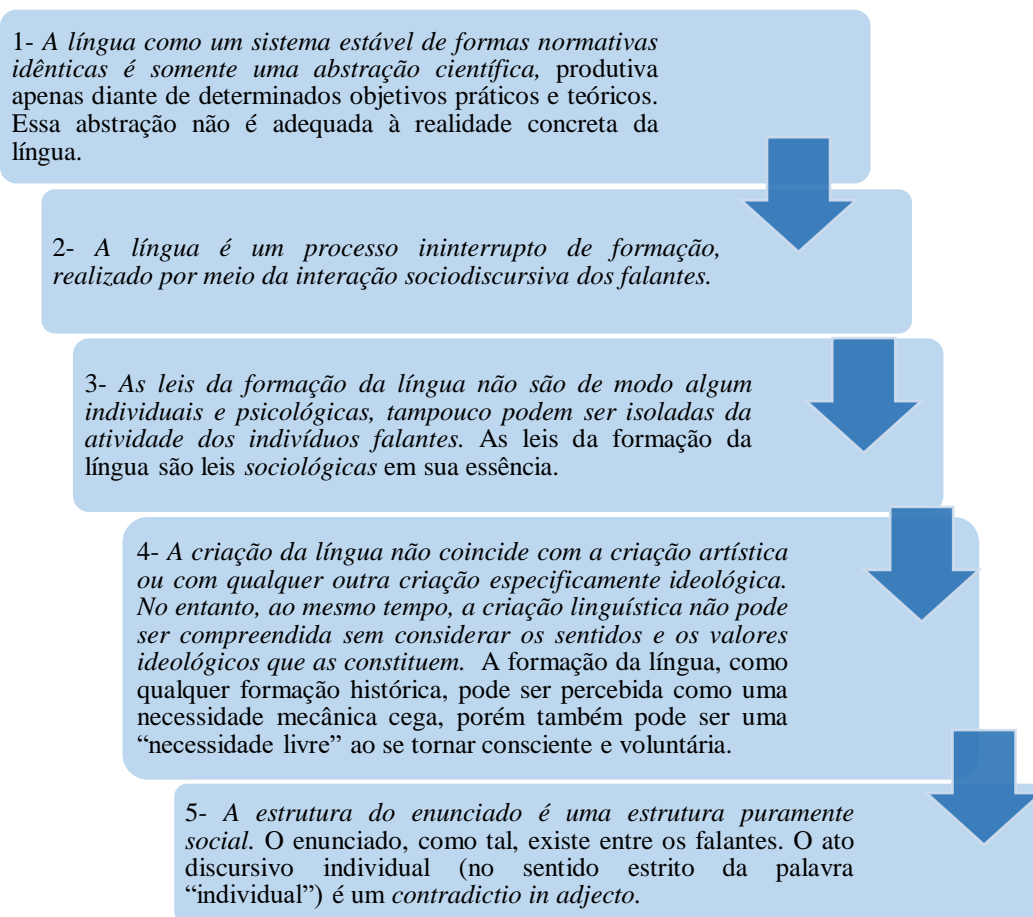 1- A língua como um sistema estável de formas normativas
idênticas é somente uma abstração científica, produtiva
apenas diante de determinados objetivos práticos e teóricos.
Essa abstração não é adequada à realidade concreta da
língua.
2- A língua é um processo ininterrupto de formação,
realizado por meio da interação sociodiscursiva dos falantes.
3- As leis da formação da língua não são de modo algum
individuais e psicológicas, tampouco podem ser isoladas da
atividade dos indivíduos falantes. As leis da formação da
língua são leis sociológicas em sua essência.
4- A criação da língua não coincide com a criação artística
ou com qualquer outra criação especificamente ideológica.
No entanto, ao mesmo tempo, a criação linguística não pode
ser compreendida sem considerar os sentidos e os valores
ideológicos que as constituem. A formação da língua, como
qualquer formação histórica, pode ser percebida como uma
necessidade mecânica cega, porém também pode ser uma
“necessidade livre” ao se tornar consciente e voluntária.
5- A estrutura do enunciado é uma estrutura puramente
social. O enunciado, como tal, existe entre os falantes. O ato
discursivo individual (no sentido estrito da palavra
“individual”) é um contradictio in adjecto.